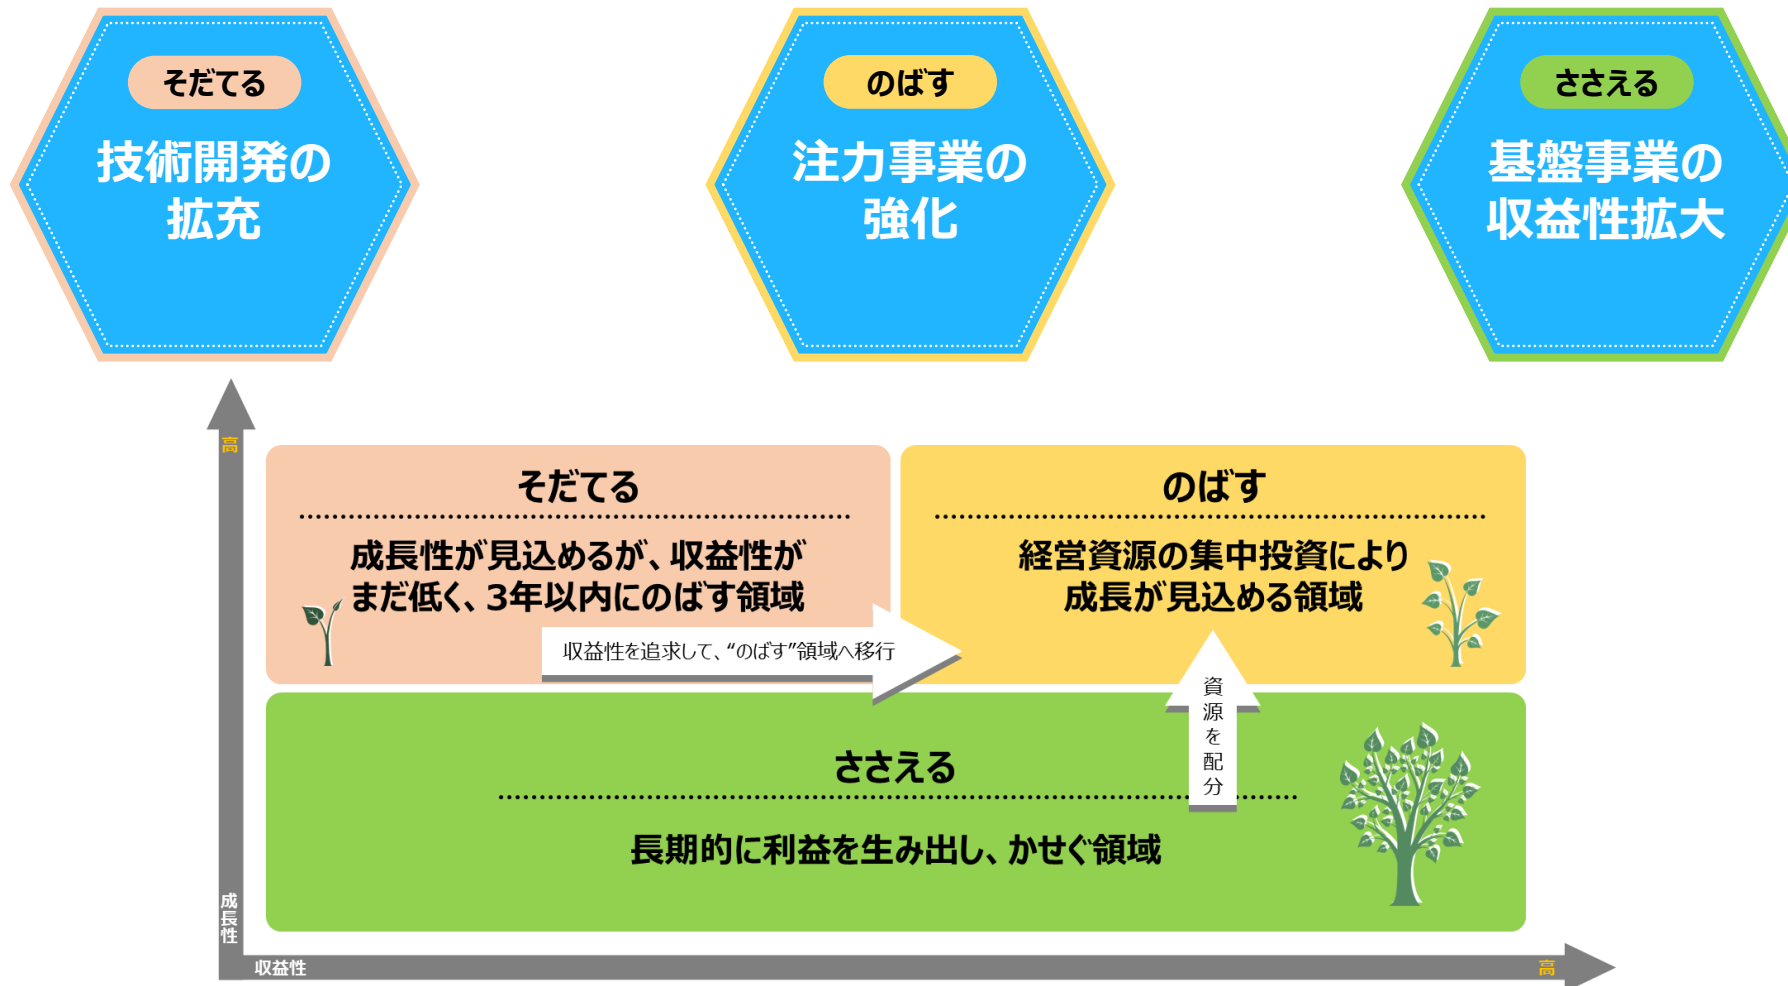 そだてる
技術開発の
拡充
のばす
注力事業の
強化
ささえる
基盤事業の
収益性拡大
高
そだてる
成長性が見込めるが、収益性が
まだ低く、3年以内にのばす領域
収益性を追求して、“のばす”領域へ移行
のばす
経営資源の集中投資により
成長が見込める領域
資源を配分
ささえる
長期的に利益を生み出し、かせぐ領域
成長性
収益性
高